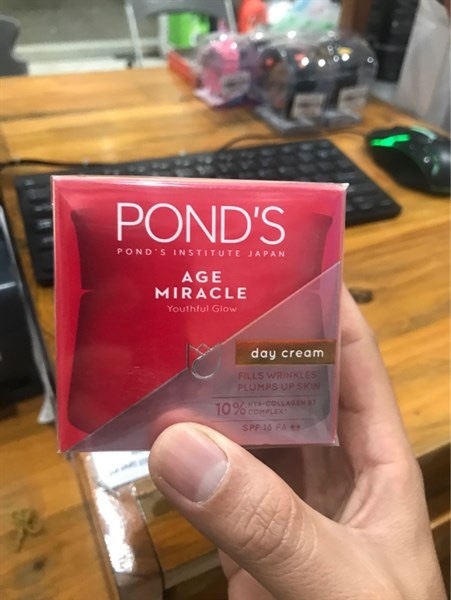 POND'S
POND'S INSTITUTE JAPAN
AGE
MIRACLE
Youthful Glow
day cream
FILLS WRINKLES
PLUMPS UP SKIN
10%
COMPLEX